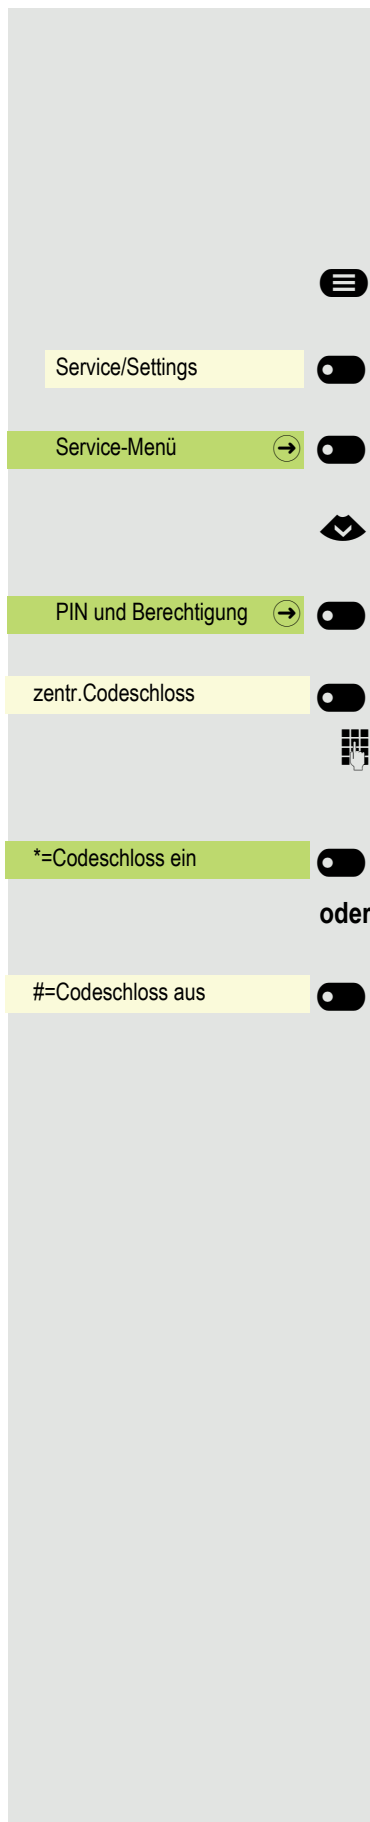 Service/Settings
Service-Menü
PIN und Berechtigung
zentr.Codeschloss
*=Codeschloss ein
oder
#=Codeschloss aus